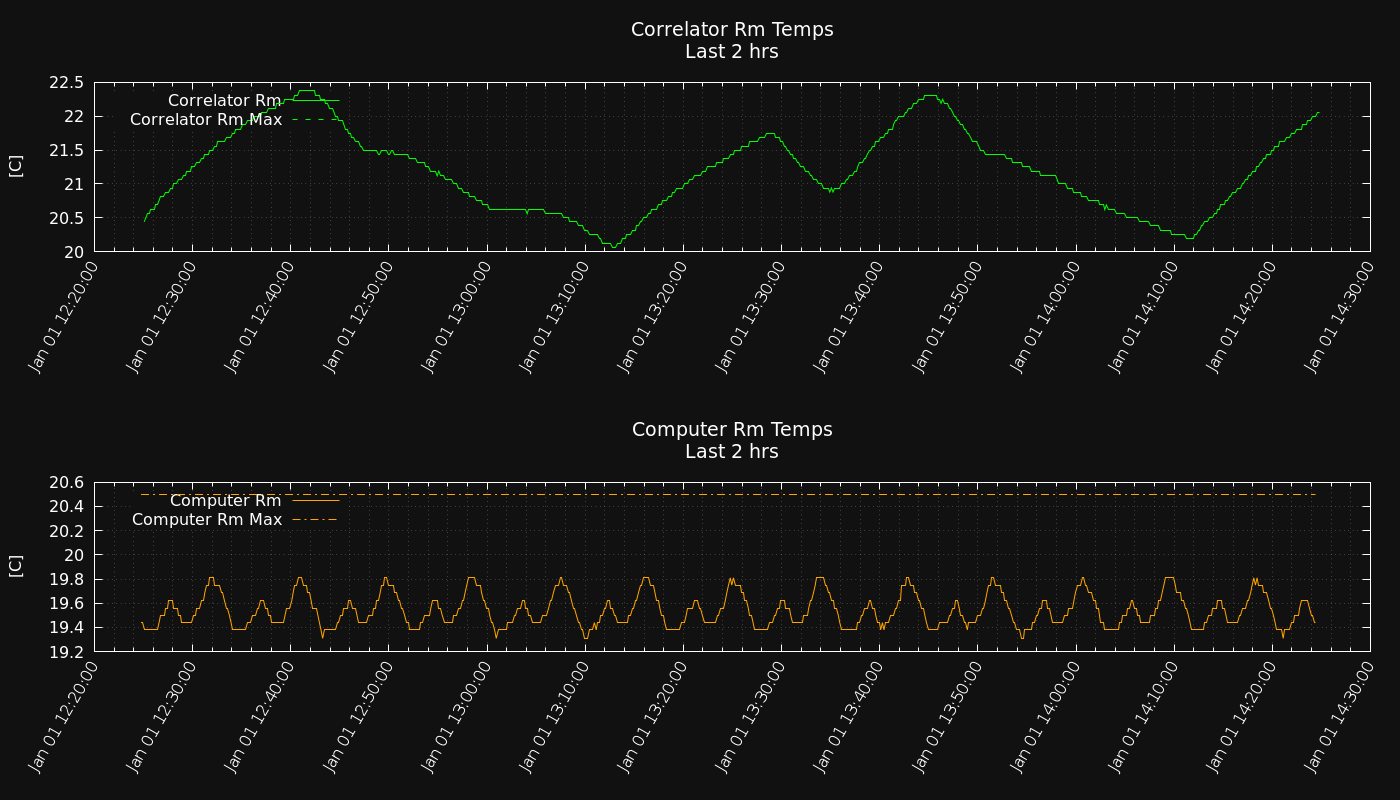 Correlator Rm Temps
Last 2 hrs
22.5
22
21.5
21
20.5
20
[C]
Correlator Rm
Correlator Rm Max
Jan 01 12:20:00
Jan 01 12:30:00
Jan 01 12:40:00
Jan 01 12:50:00
Jan 01 13:00:00
Jan 01 13:10:00
Jan 01 13:20:00
Jan 01 13:30:00
Jan 01 13:40:00
Jan 01 13:50:00
Jan 01 14:00:00
Jan 01 14:10:00
Jan 01 14:20:00
Jan 01 14:30:00
Computer Rm Temps
Last 2 hrs
20.6
20.4
20.2
20
19.8
19.6
19.4
19.2
[C]
Computer Rm
Computer Rm Max
Jan 01 12:20:00
Jan 01 12:30:00
Jan 01 12:40:00
Jan 01 12:50:00
Jan 01 13:00:00
Jan 01 13:10:00
Jan 01 13:20:00
Jan 01 13:30:00
Jan 01 13:40:00
Jan 01 13:50:00
Jan 01 14:00:00
Jan 01 14:10:00
Jan 01 14:20:00
Jan 01 14:30:00